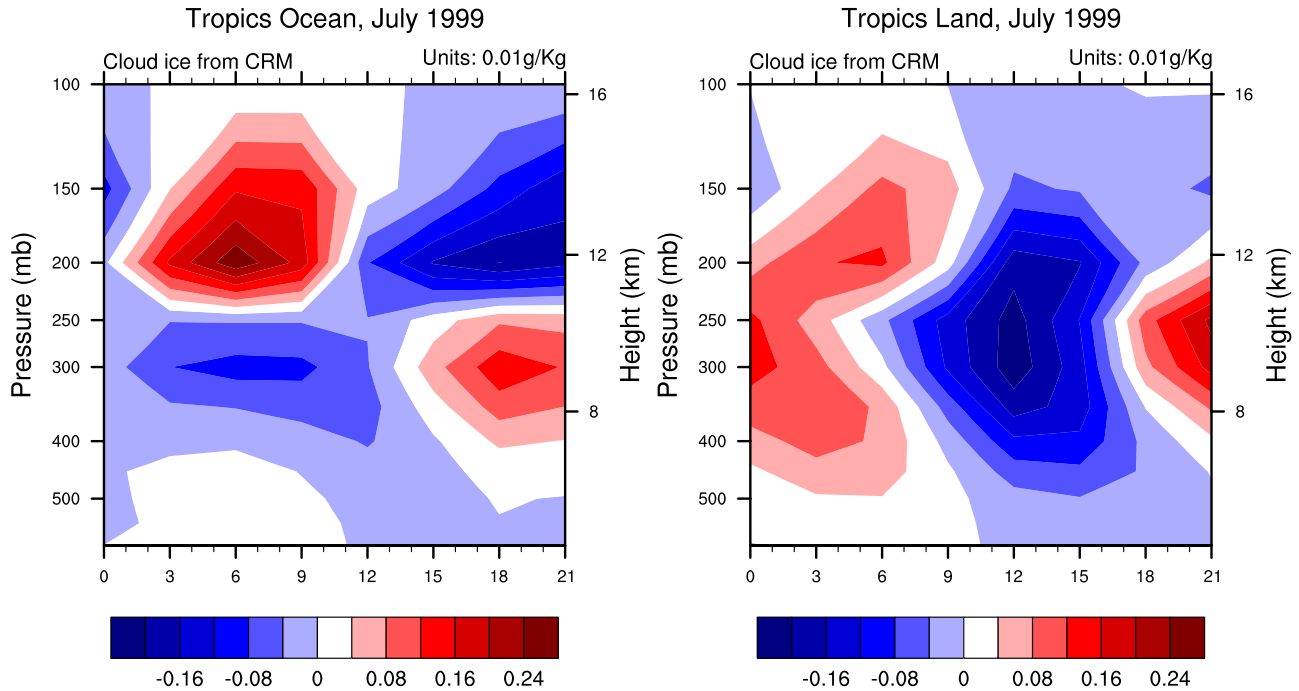 Tropics Ocean, July 1999
Cloud ice from CRM Units: 0.01g/Kg
100
150
200
250
300
400
500
Pressure (mb)
16
12
8
Height (km)
0 3 6 9 12 15 18 21
-0.16 -0.08 0 0.08 0.16 0.24
Tropics Land, July 1999
Cloud ice from CRM Units: 0.01g/Kg
100
150
200
250
300
400
500
Pressure (mb)
16
12
8
Height (km)
0 3 6 9 12 15 18 21
-0.16 -0.08 0 0.08 0.16 0.24